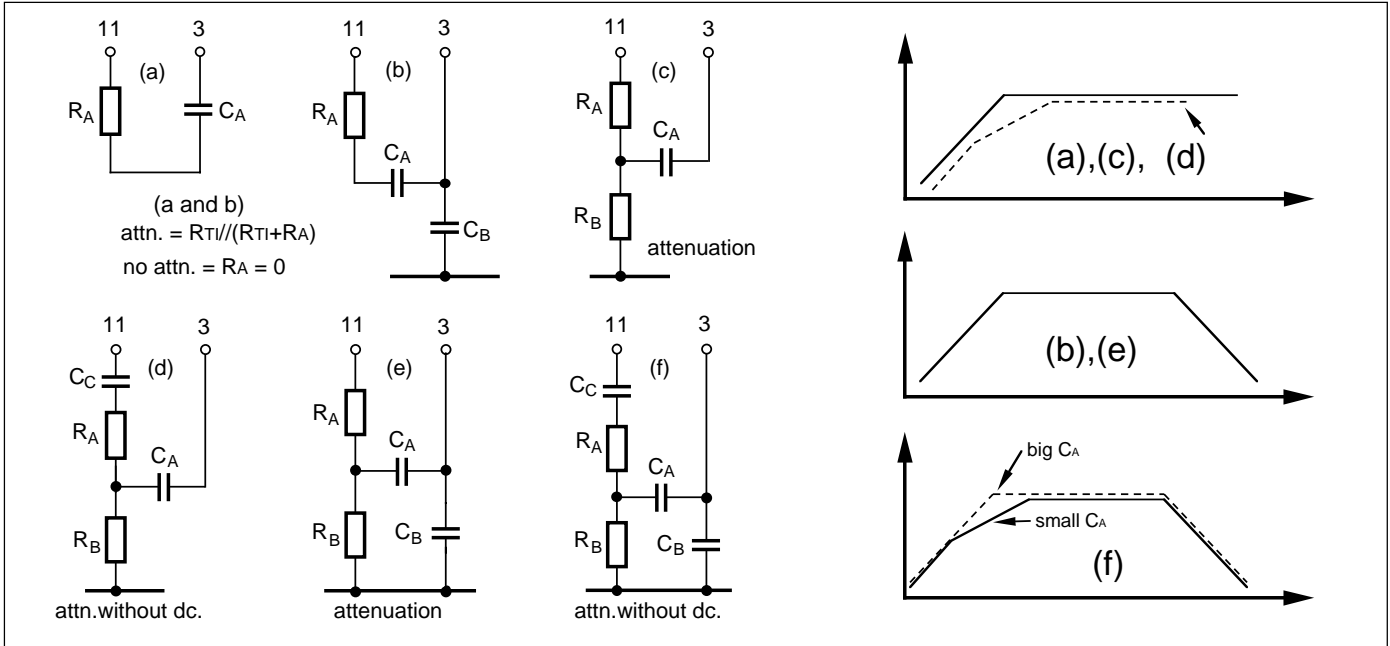 11 3
(a)
RA CA
(a and b)
attn. = RTI//(RTI+RA)
no attn. = RA = 0
11 3
(b)
RA
CA
CB
11 3
(c)
RA
CA
RB
attenuation
(a),(c), (d)
(b),(e)
11 3
(d)
CC
RA
CA
RB
attn.without dc.
11 3
(e)
RA
CA
RB CB
attenuation
11 3
(f)
CC
RA
CA
RB CB
attn.without dc.
big CA
small CA
(f)